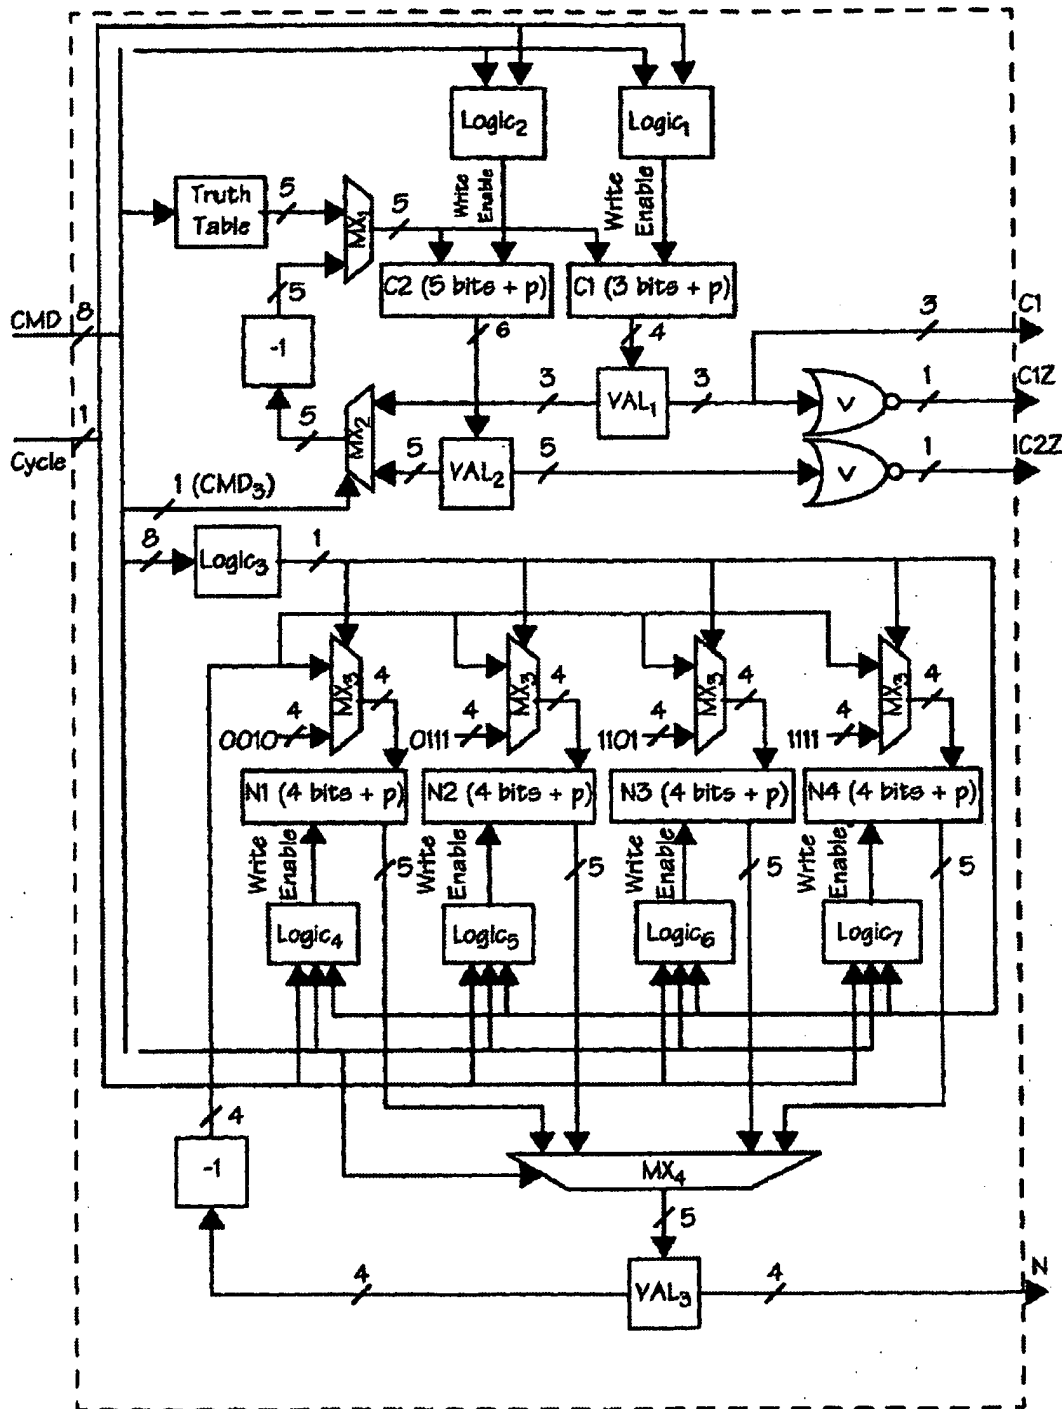 Logic₂
Logic₁
Write
Enable
Write
Enable
Truth
Table
5
MX₁
5
C2 (5 bits + p)
C1 (3 bits + p)
5
CMD
8
-1
6
4
3
C1
VAL₁
3
3
V
1
C1Z
1
Cycle
5
MX₂
5
VAL₂
5
V
1
C2Z
1 (CMD₃)
8
Logic₃
1
MX₃
4
MX₃
4
MX₃
4
MX₃
4
0010
4
0111
4
1101
4
1111
4
N1 (4 bits + p)
N2 (4 bits + p)
N3 (4 bits + p)
N4 (4 bits + p)
Write
Enable
5
Write
Enable
5
Write
Enable
5
Write
Enable
5
Logic₄
Logic₅
Logic₆
Logic₇
4
-1
MX₄
5
4
VAL₃
4
N